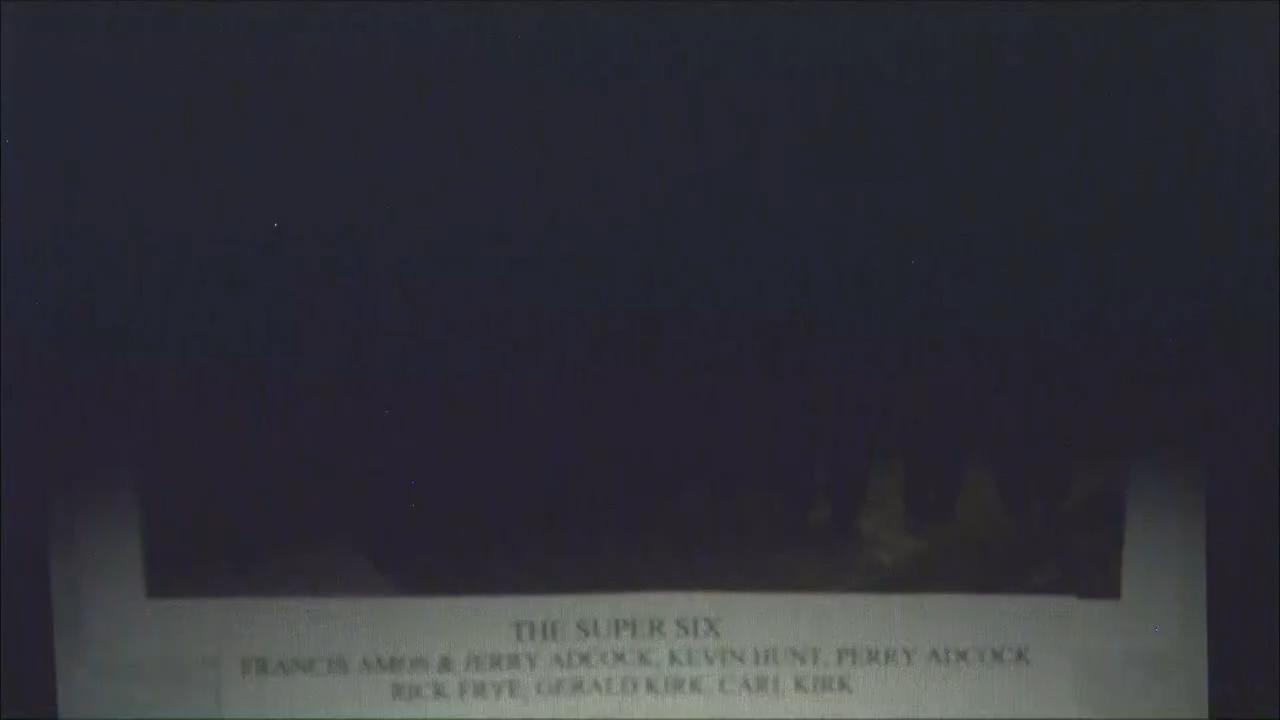 THE SUPER SIX
FRANCIS AMOS & JERRY ADCOCK, KEVIN HUNT, PERRY ADCOCK
RICK FRYE, GERALD KIRK, CARL KIRK